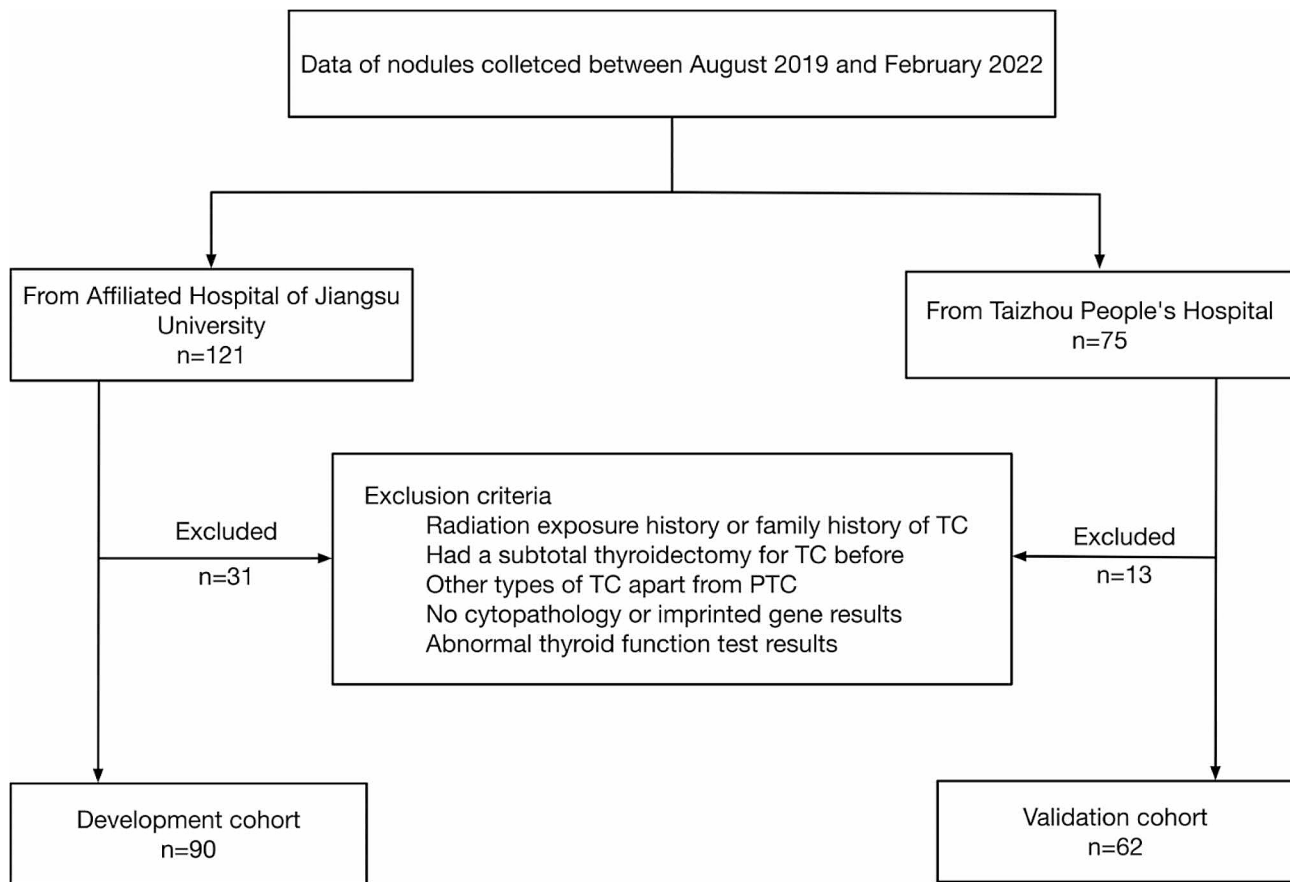 Data of nodules colletced between August 2019 and February 2022
From Affiliated Hospital of Jiangsu
University
n=121
From Taizhou People's Hospital
n=75
Exclusion criteria
Radiation exposure history or family history of TC
Had a subtotal thyroidectomy for TC before
Other types of TC apart from PTC
No cytopathology or imprinted gene results
Abnormal thyroid function test results
Excluded
n=31
Excluded
n=13
Development cohort
n=90
Validation cohort
n=62